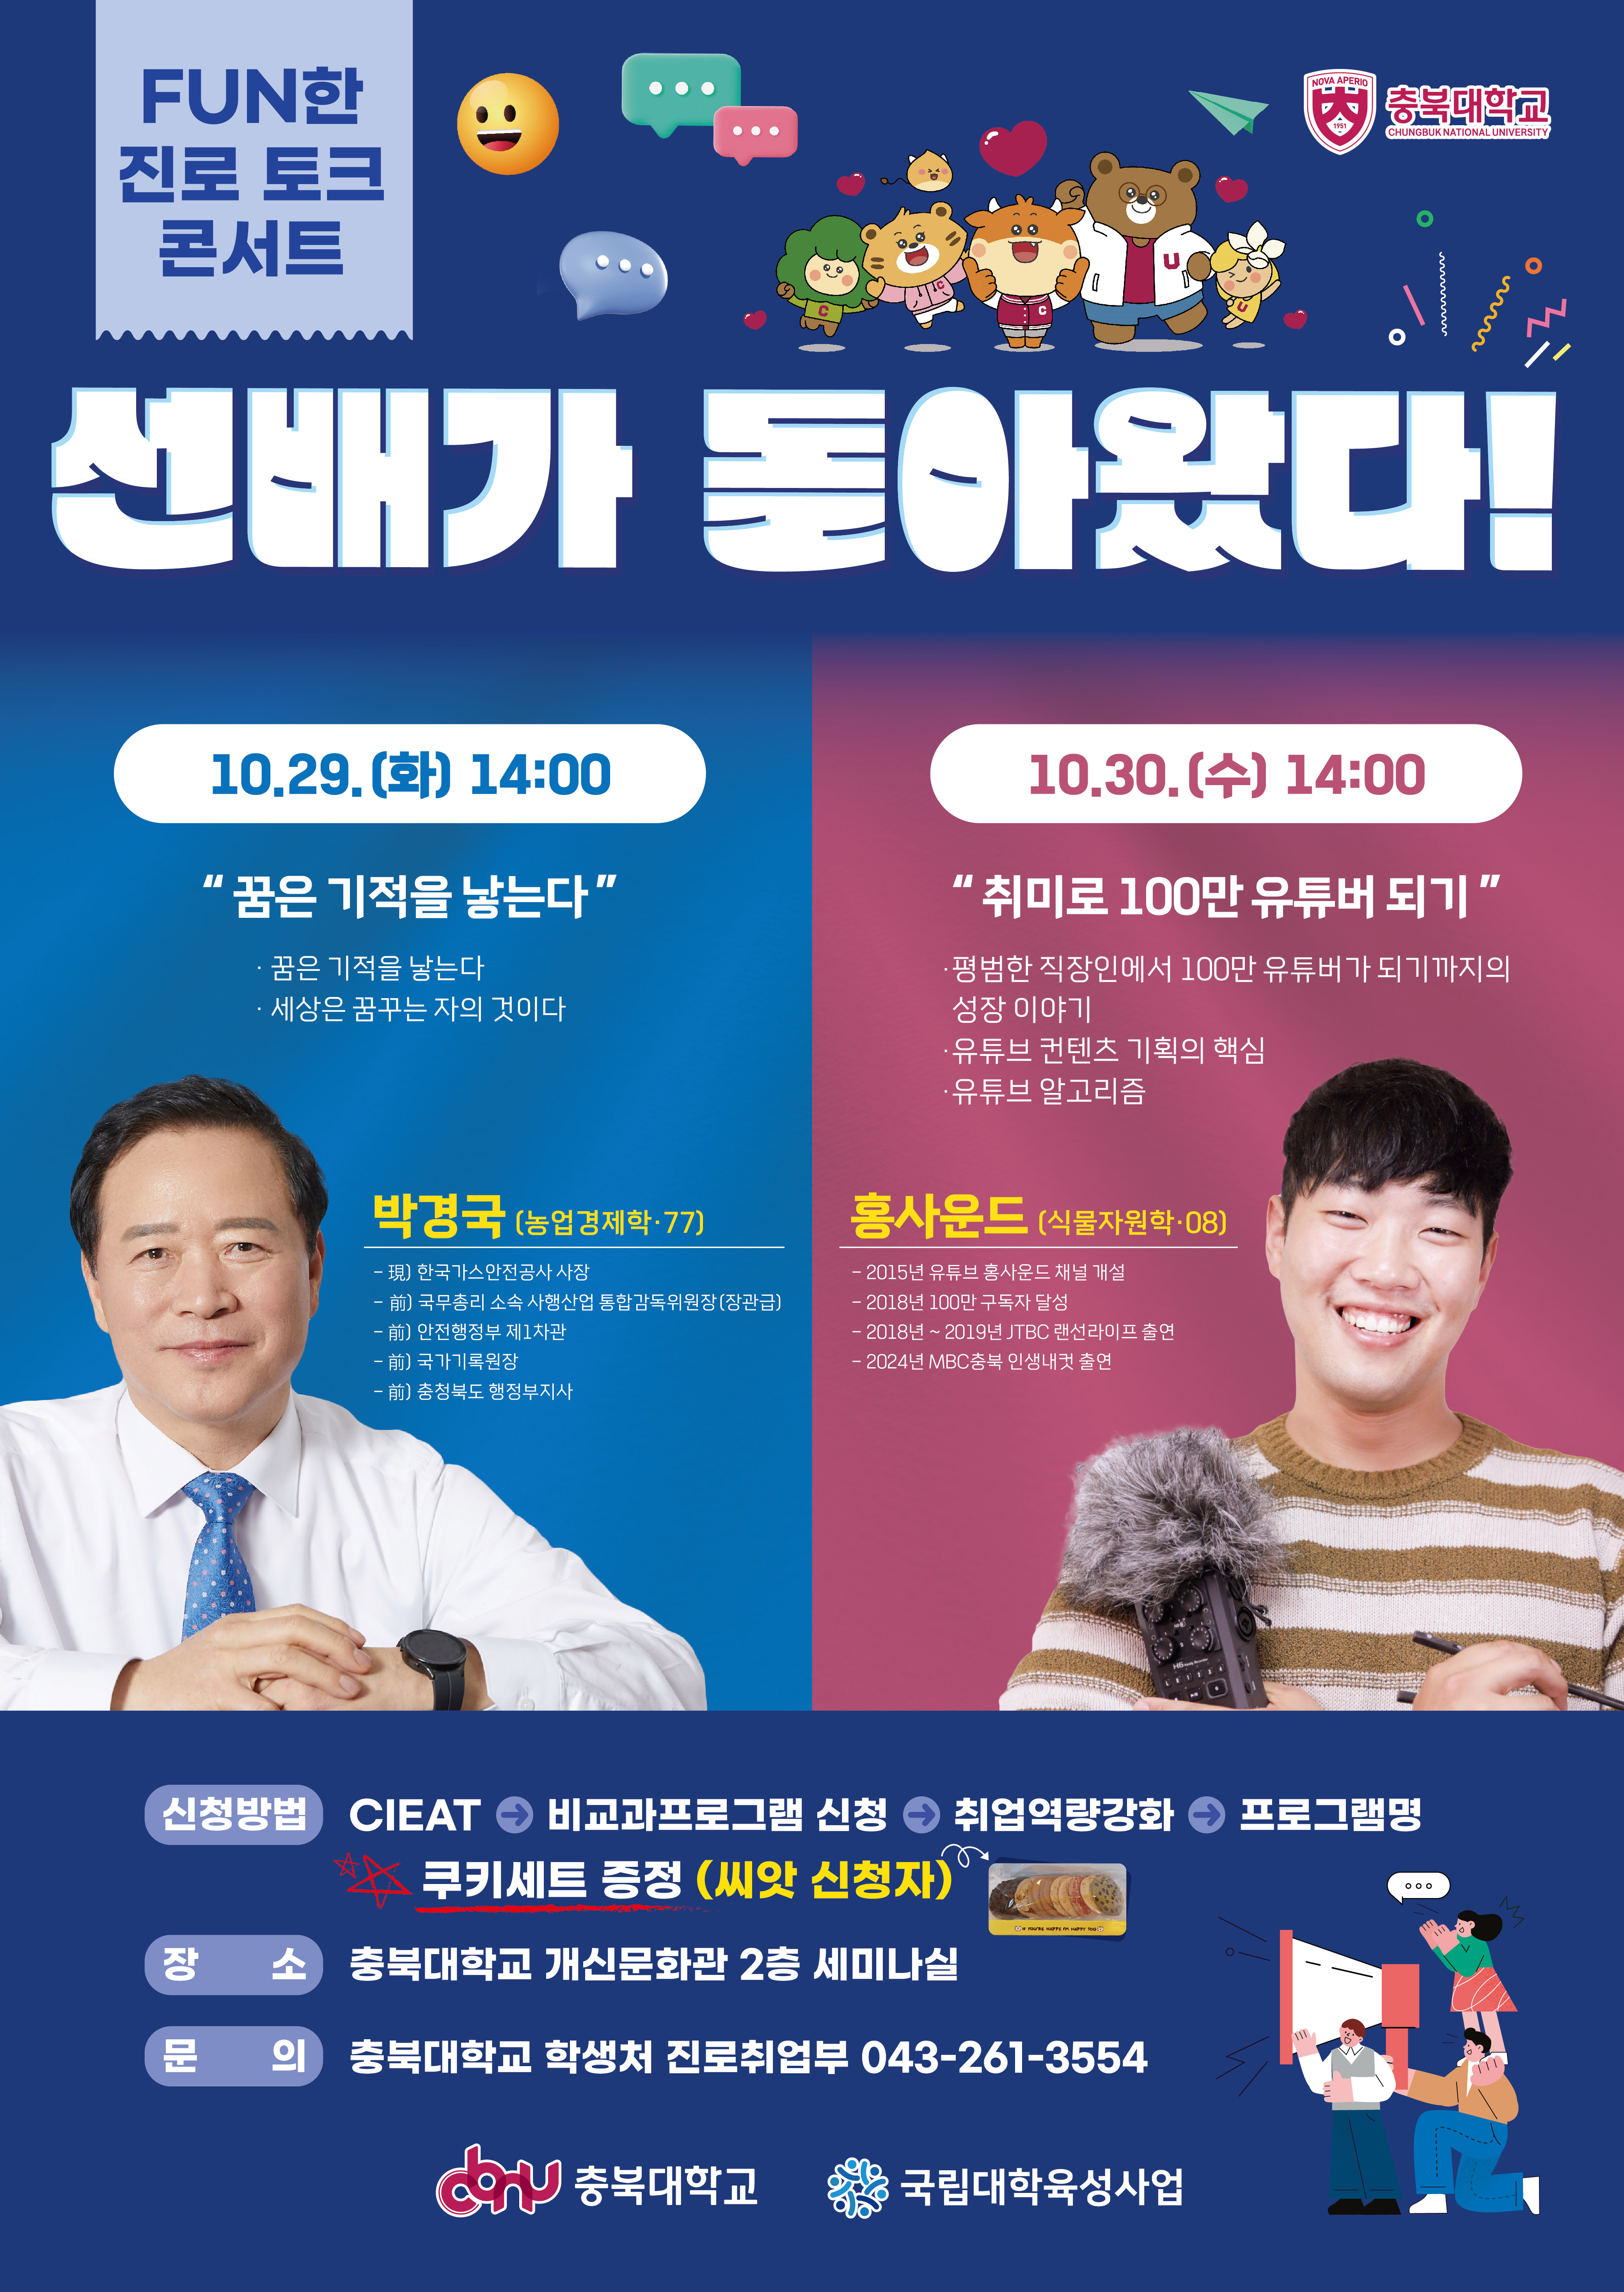 FUN한
진로 토크
콘서트
NOVA APERIO
1951
충북대학교
CHUNGBUK NATIONAL UNIVERSITY
C
C
C
U
U
선배가 돌아왔다!
10.29.(화) 14:00
“ 꿈은 기적을 낳는다 ”
· 꿈은 기적을 낳는다
· 세상은 꿈꾸는 자의 것이다
박경국 (농업경제학·77)
- 現) 한국가스안전공사 사장
- 前) 국무총리 소속 사행산업 통합감독위원장(장관급)
- 前) 안전행정부 제1차관
- 前) 국가기록원장
- 前) 충청북도 행정부지사
10.30.(수) 14:00
“ 취미로 100만 유튜버 되기 ”
·평범한 직장인에서 100만 유튜버가 되기까지의
성장 이야기
·유튜브 컨텐츠 기획의 핵심
·유튜브 알고리즘
홍사운드 (식물자원학·08)
- 2015년 유튜브 홍사운드 채널 개설
- 2018년 100만 구독자 달성
- 2018년 ~ 2019년 JTBC 랜선라이프 출연
- 2024년 MBC충북 인생내컷 출연
H6
신청방법 CIEAT → 비교과프로그램 신청 → 취업역량강화 → 프로그램명
쿠키세트 증정 (씨앗 신청자)
IF YOU'RE HAPPY I'M HAPPY TOO
장 소 충북대학교 개신문화관 2층 세미나실
문 의 충북대학교 학생처 진로취업부 043-261-3554
cbnu 충북대학교
국립대학육성사업